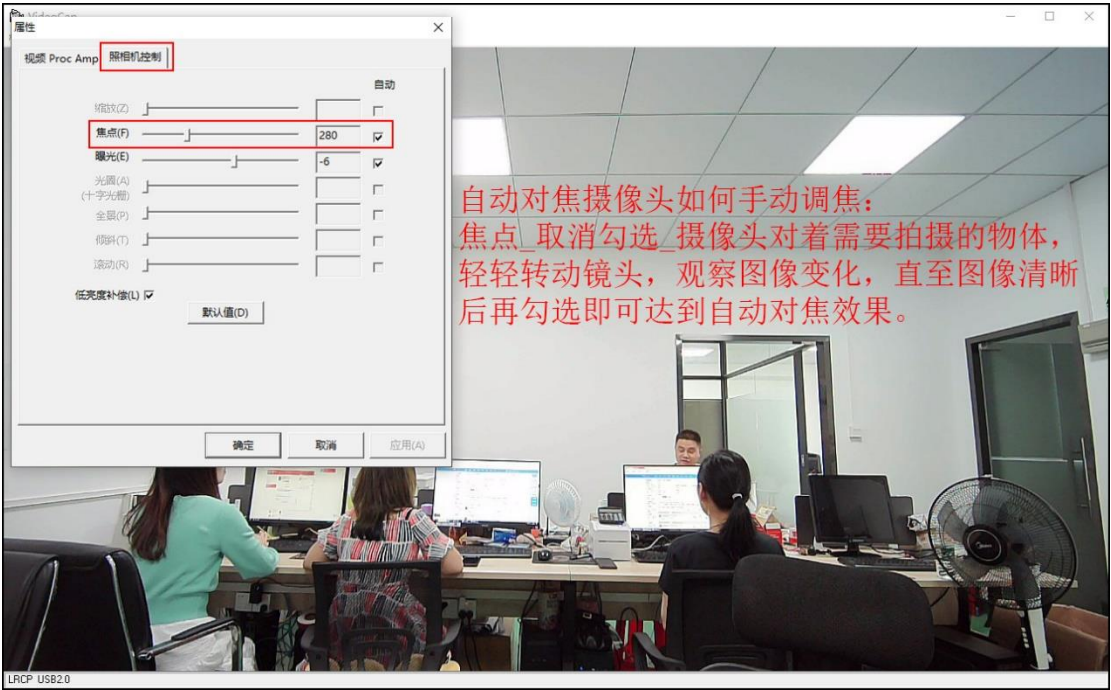 VideoCap
属性
视频 Proc Amp
照相机控制
自动
缩放(Z)
焦点(F)
280
曝光(E)
-6
光圈(A)
(十字光栅)
全景(P)
倾斜(T)
滚动(R)
低亮度补偿(L)
默认值(D)
确定
取消
应用(A)
自动对焦摄像头如何手动调焦：
焦点_取消勾选_摄像头对着需要拍摄的物体，
轻轻转动镜头，观察图像变化，直至图像清晰
后再勾选即可达到自动对焦效果。
LRCP USB2.0